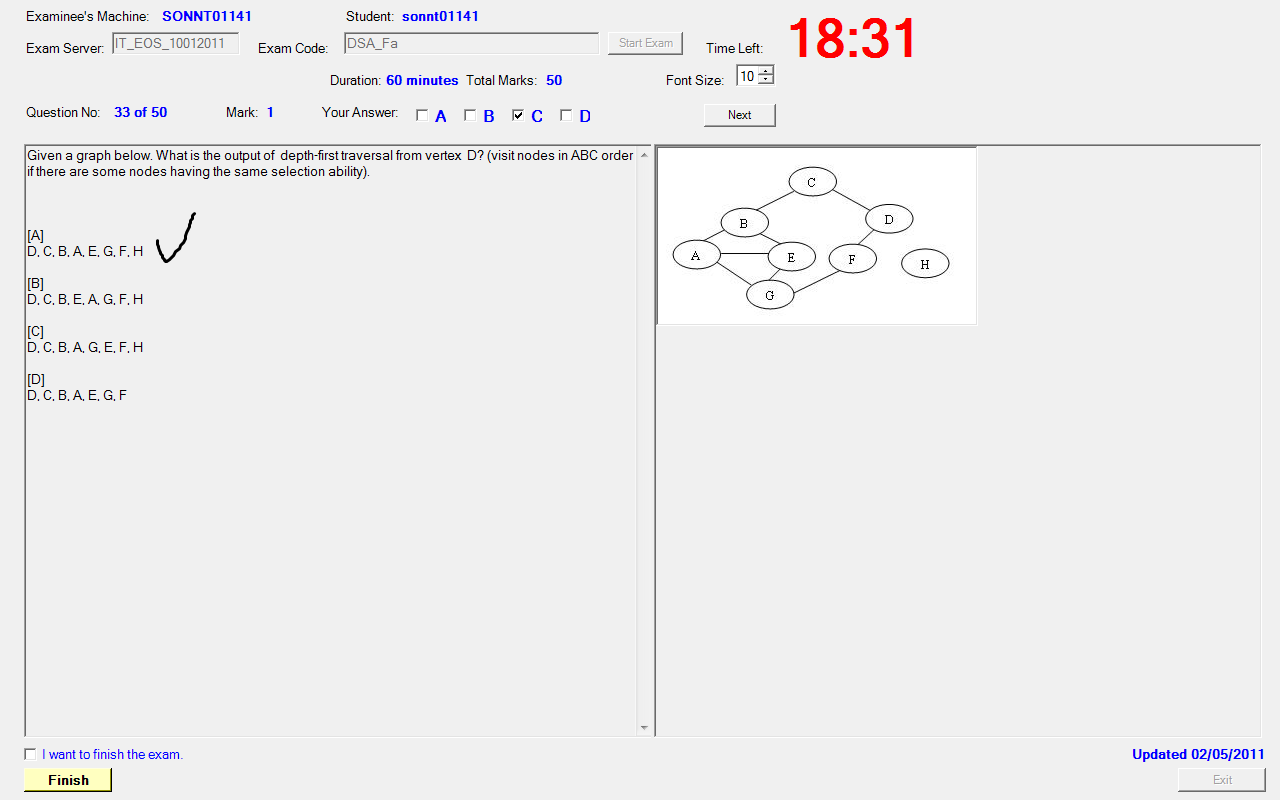 Examinee's Machine: SONNT01141 Student: sonnt01141
Exam Server: IT_EOS_10012011 Exam Code: DSA_Fa Start Exam Time Left: 18:31
Duration: 60 minutes Total Marks: 50 Font Size: 10
Question No: 33 of 50 Mark: 1 Your Answer: A B C D Next
Given a graph below. What is the output of depth-first traversal from vertex D? (visit nodes in ABC order
if there are some nodes having the same selection ability).
[A]
D, C, B, A, E, G, F, H
[B]
D, C, B, E, A, G, F, H
[C]
D, C, B, A, G, E, F, H
[D]
D, C, B, A, E, G, F
C
B
D
A
E
F
H
G
I want to finish the exam.
Updated 02/05/2011
Finish
Exit